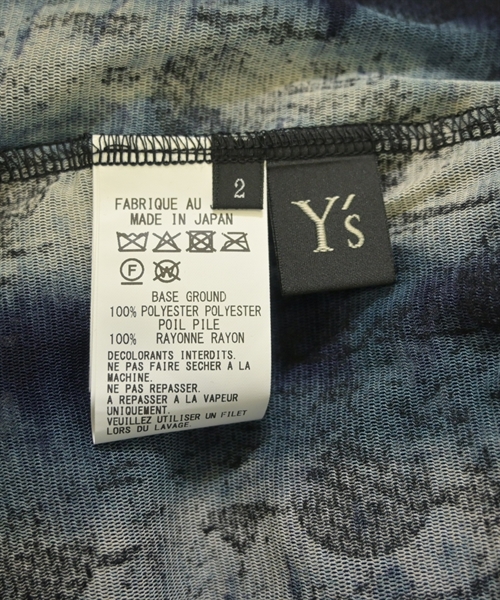 FABRIQUE AU
MADE IN JAPAN
2
Y's
F W
BASE GROUND
100% POLYESTER POLYESTER
POIL PILE
100% RAYONNE RAYON
DECOLORANTS INTERDITS.
NE PAS FAIRE SECHER A LA
MACHINE.
NE PAS REPASSER.
A REPASSER A LA VAPEUR
UNIQUEMENT.
VEUILLEZ UTILISER UN FILET
LORS DU LAVAGE.